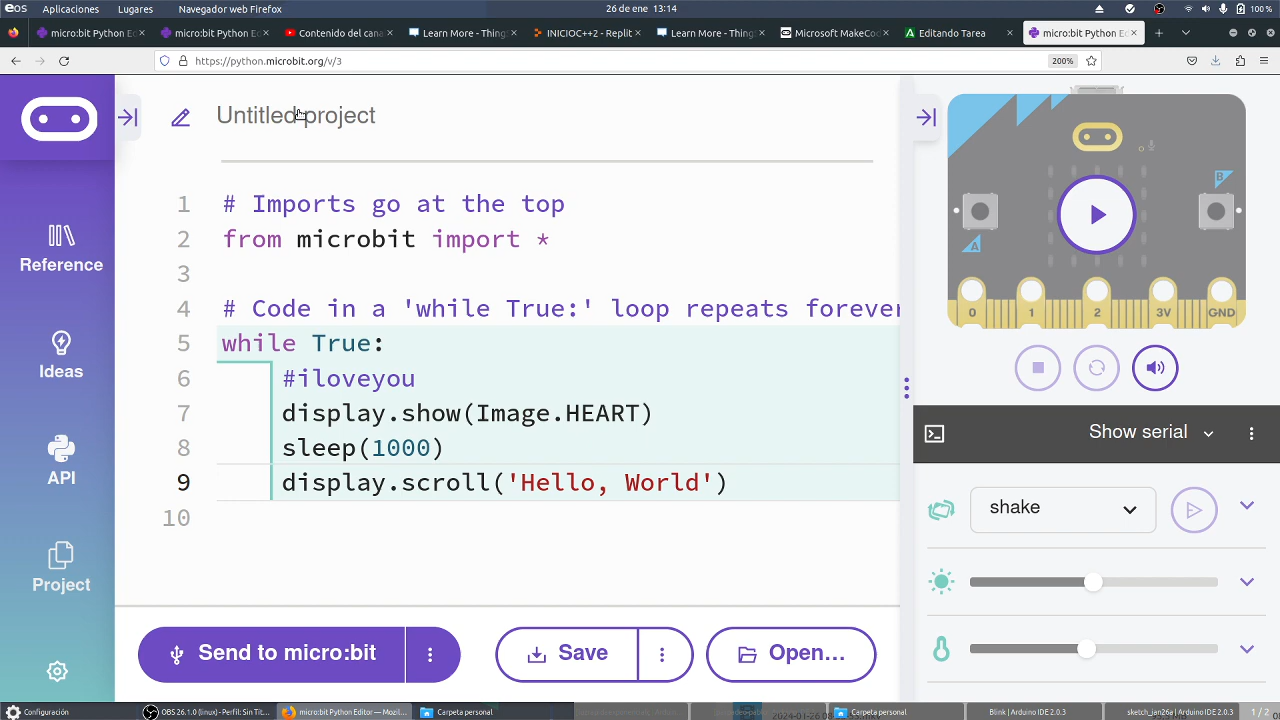 eos Aplicaciones Lugares Navegador web Firefox 26 de ene 13:14 100 %
micro:bit Python Ec micro:bit Python Ec Contenido del cana Learn More - Thing INICIOC++2 - Replit Learn More - Thing Microsoft MakeCod Editando Tarea micro:bit Python Ec
https://python.microbit.org/v/3 200%
Untitled project
1 # Imports go at the top
2 from microbit import *
3
4 # Code in a 'while True:' loop repeats forever
5 while True:
6 #iloveyou
7 display.show(Image.HEART)
8 sleep(1000)
9 display.scroll('Hello, World')
10
Reference
Ideas
API
Project
B
A
0 1 2 3V GND
Show serial
shake
Send to micro:bit
Save
Open...
Configuración OBS 26.1.0 (linux) - Perfil: Sin Tít... micro:bit Python Editor — Mozil... Carpeta personal Carpeta personal Blink | Arduino IDE 2.0.3 sketch_jan26a | Arduino IDE 2.0.3 1 / 2